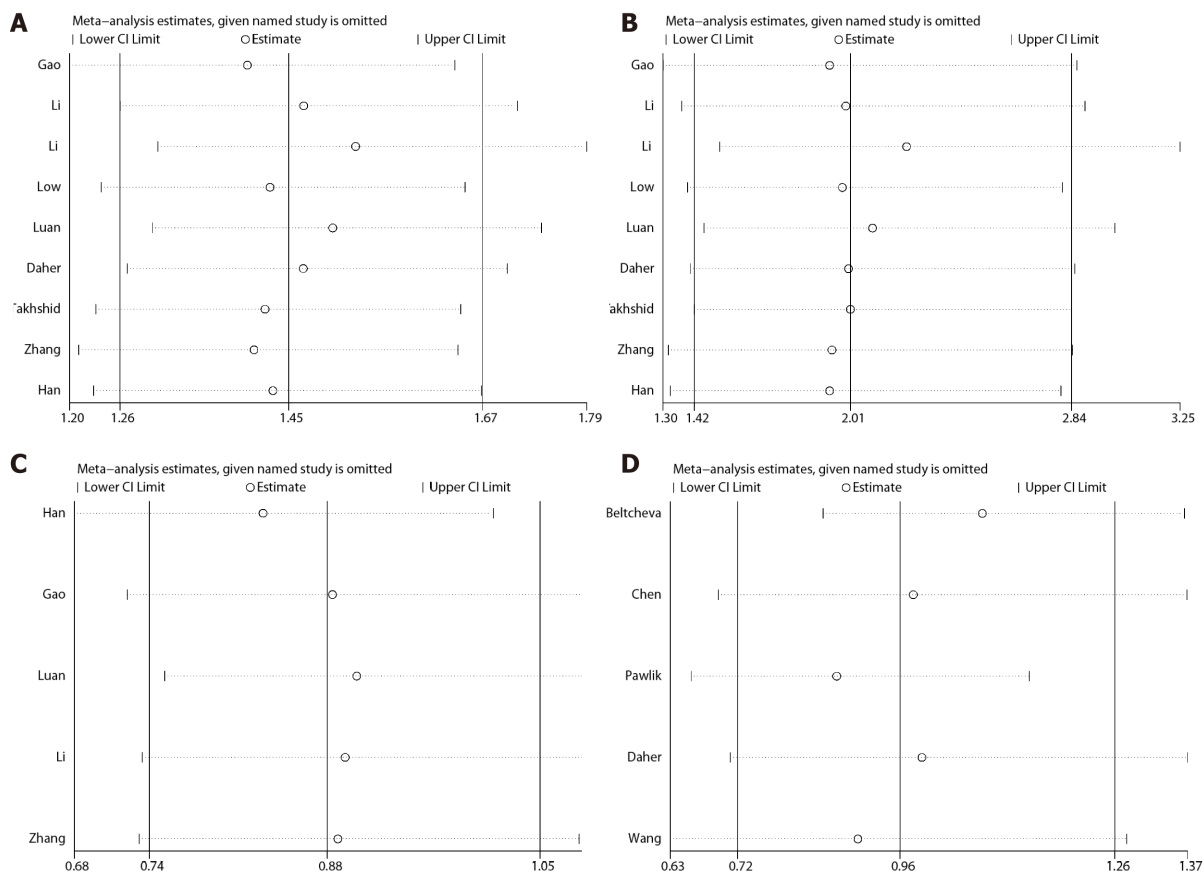 A
Meta−analysis estimates, given named study is omitted
Lower CI Limit Estimate Upper CI Limit
Gao
Li
Li
Low
Luan
Daher
akhshid
Zhang
Han
1.20 1.26 1.45 1.67 1.79
B
Meta−analysis estimates, given named study is omitted
Lower CI Limit Estimate Upper CI Limit
Gao
Li
Li
Low
Luan
Daher
akhshid
Zhang
Han
1.30 1.42 2.01 2.84 3.25
C
Meta−analysis estimates, given named study is omitted
Lower CI Limit Estimate Upper CI Limit
Han
Gao
Luan
Li
Zhang
0.68 0.74 0.88 1.05
D
Meta−analysis estimates, given named study is omitted
Lower CI Limit Estimate Upper CI Limit
Beltcheva
Chen
Pawlik
Daher
Wang
0.63 0.72 0.96 1.26 1.37